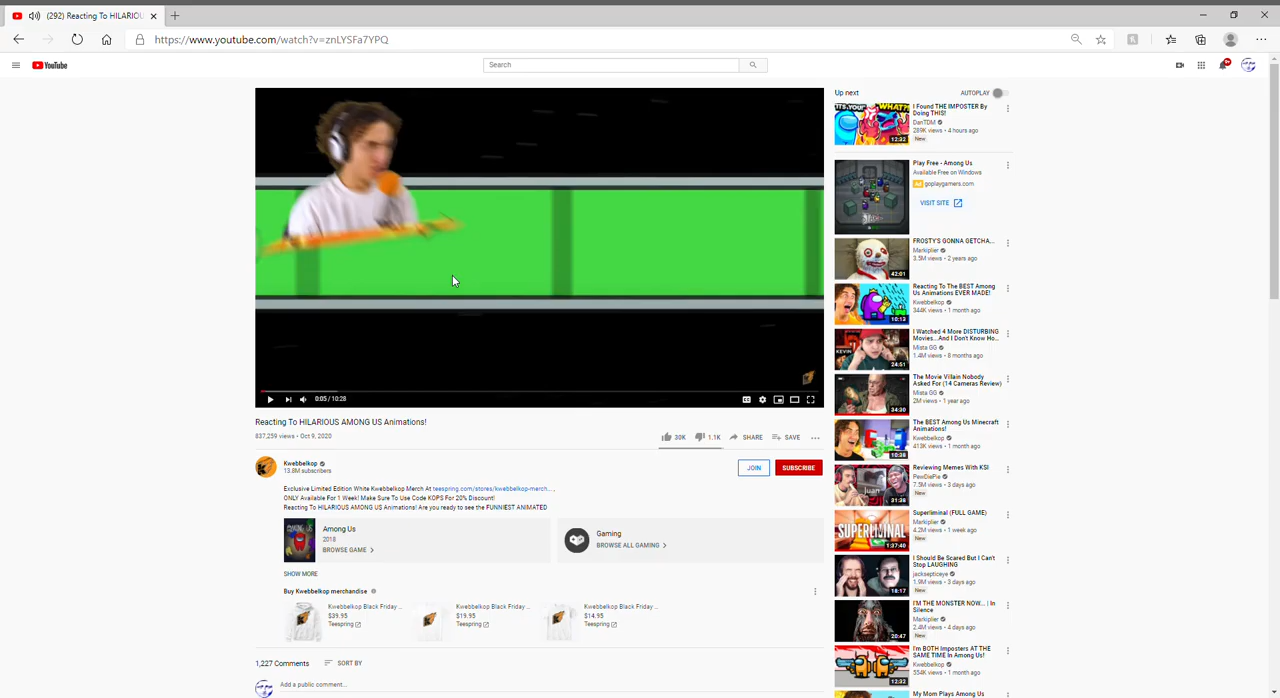 (292) Reacting To HILARIOU
https://www.youtube.com/watch?v=znLYSFa7YPQ
YouTube
Search
9+
Up next
AUTOPLAY
I Found THE IMPOSTER By
Doing THIS!
DanTDM
289K views • 4 hours ago
New
12:32
Play Free - Among Us
Available Free on Windows
Ad goplaygamers.com
VISIT SITE
FROSTY'S GONNA GETCHA...
Markiplier
3.5M views • 2 years ago
42:01
Reacting To The BEST Among
Us Animations EVER MADE!
Kwebbelkop
344K views • 1 month ago
10:13
I Watched 4 More DISTURBING
Movies...And I Don't Know Ho...
Mista GG
1.4M views • 8 months ago
KEVIN
24:51
The Movie Villain Nobody
Asked For (14 Cameras Review)
Mista GG
2M views • 1 year ago
34:30
The BEST Among Us Minecraft
Animations!
Kwebbelkop
413K views • 1 month ago
10:38
Reviewing Memes With KSI
PewDiePie
7.5M views • 3 days ago
New
Juan
31:38
Superliminal (FULL GAME)
Markiplier
4.2M views • 1 week ago
New
SUPERLIMINAL
1:37:40
I Should Be Scared But I Can't
Stop LAUGHING
jacksepticeye
1.9M views • 3 days ago
New
18:17
I'M THE MONSTER NOW... | In
Silence
Markiplier
2.4M views • 4 days ago
New
20:47
I'm BOTH Imposters AT THE
SAME TIME In Among Us!
Kwebbelkop
554K views • 1 month ago
12:32
My Mom Plays Among Us
0:05 / 10:28
Reacting To HILARIOUS AMONG US Animations!
837,259 views • Oct 9, 2020
30K
1.1K
SHARE
SAVE
Kwebbelkop
13.8M subscribers
JOIN
SUBSCRIBE
Exclusive Limited Edition White Kwebbelkop Merch At teespring.com/stores/kwebbelkop-merch... ,
ONLY Available For 1 Week! Make Sure To Use Code KOPS For 20% Discount!
Reacting To HILARIOUS AMONG US Animations! Are you ready to see the FUNNIEST ANIMATED
Among Us
2018
BROWSE GAME
Gaming
BROWSE ALL GAMING
SHOW MORE
Buy Kwebbelkop merchandise
Kwebbelkop Black Friday ...
$39.95
Teespring
Kwebbelkop Black Friday ...
$19.95
Teespring
Kwebbelkop Black Friday ...
$14.95
Teespring
1,227 Comments
SORT BY
Add a public comment...